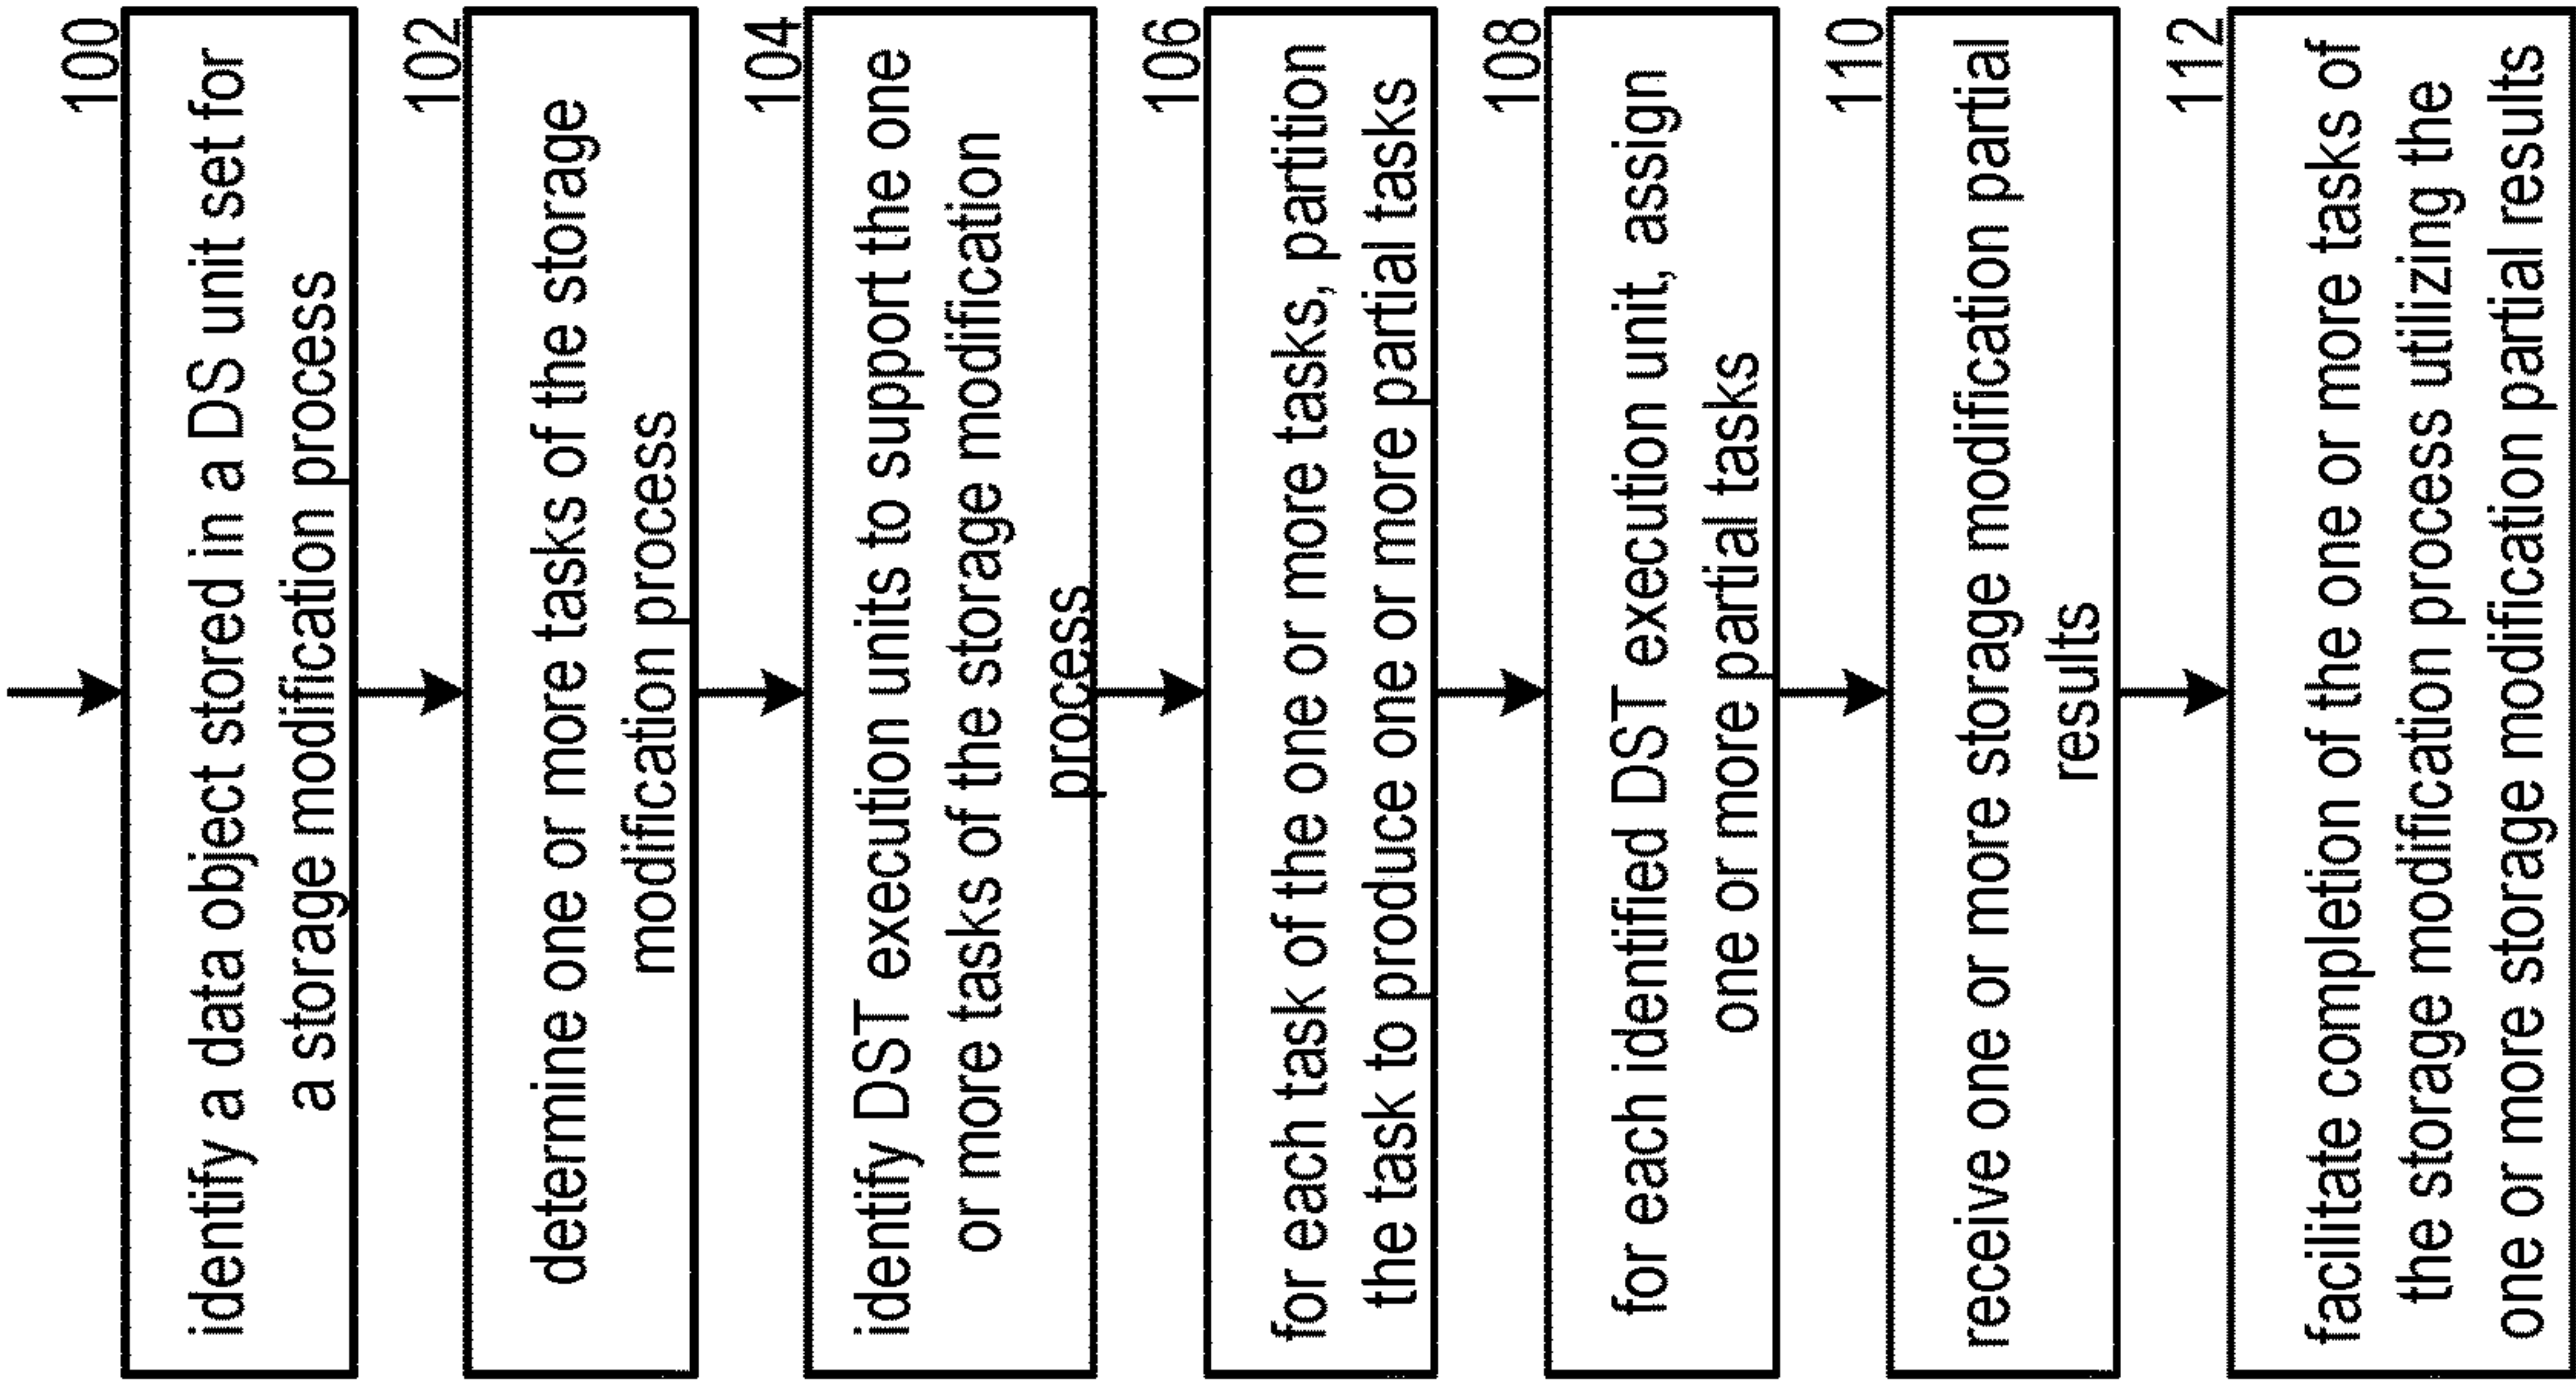 100
identify a data object stored in a DS unit set for
a storage modification process
102
determine one or more tasks of the storage
modification process
104
identify DST execution units to support the one
or more tasks of the storage modification
process
106
for each task of the one or more tasks, partition
the task to produce one or more partial tasks
108
for each identified DST execution unit, assign
one or more partial tasks
110
receive one or more storage modification partial
results
112
facilitate completion of the one or more tasks of
the storage modification process utilizing the
one or more storage modification partial results